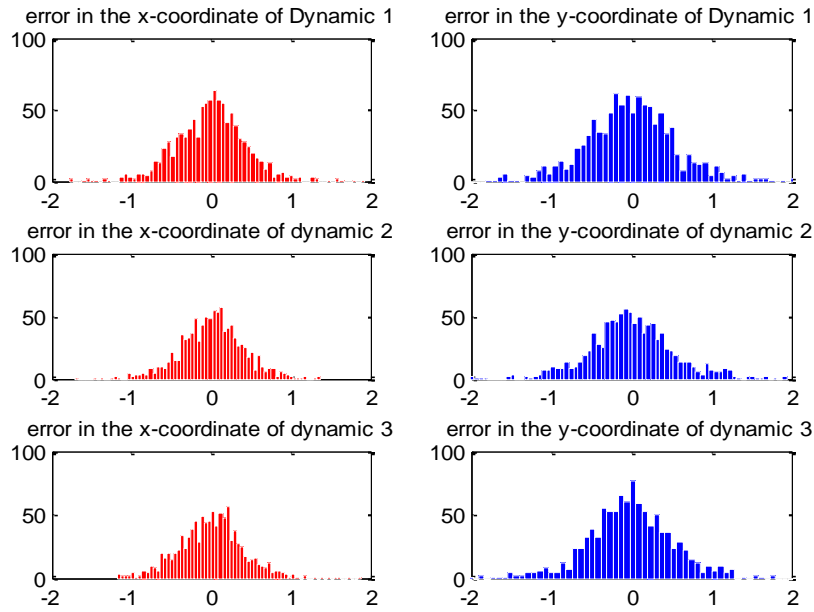 error in the x-coordinate of Dynamic 1
100
50
0
-2 -1 0 1 2
error in the y-coordinate of Dynamic 1
100
50
0
-2 -1 0 1 2
error in the x-coordinate of dynamic 2
100
50
0
-2 -1 0 1 2
error in the y-coordinate of dynamic 2
100
50
0
-2 -1 0 1 2
error in the x-coordinate of dynamic 3
100
50
0
-2 -1 0 1 2
error in the y-coordinate of dynamic 3
100
50
0
-2 -1 0 1 2